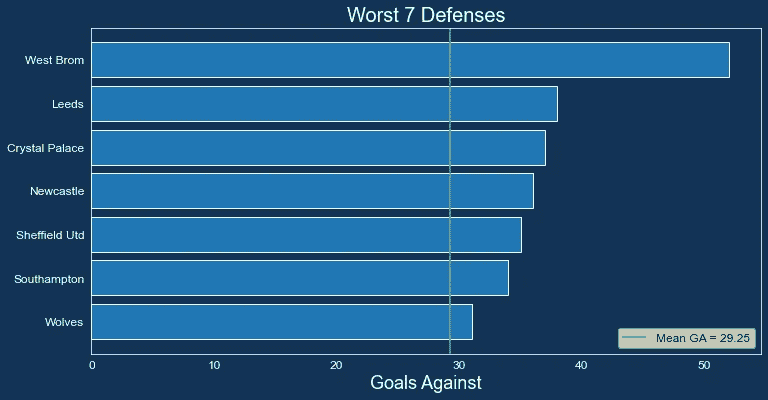 Worst 7 Defenses
West Brom
Leeds
Crystal Palace
Newcastle
Sheffield Utd
Southampton
Wolves
Mean GA = 29.25
0 10 20 30 40 50
Goals Against